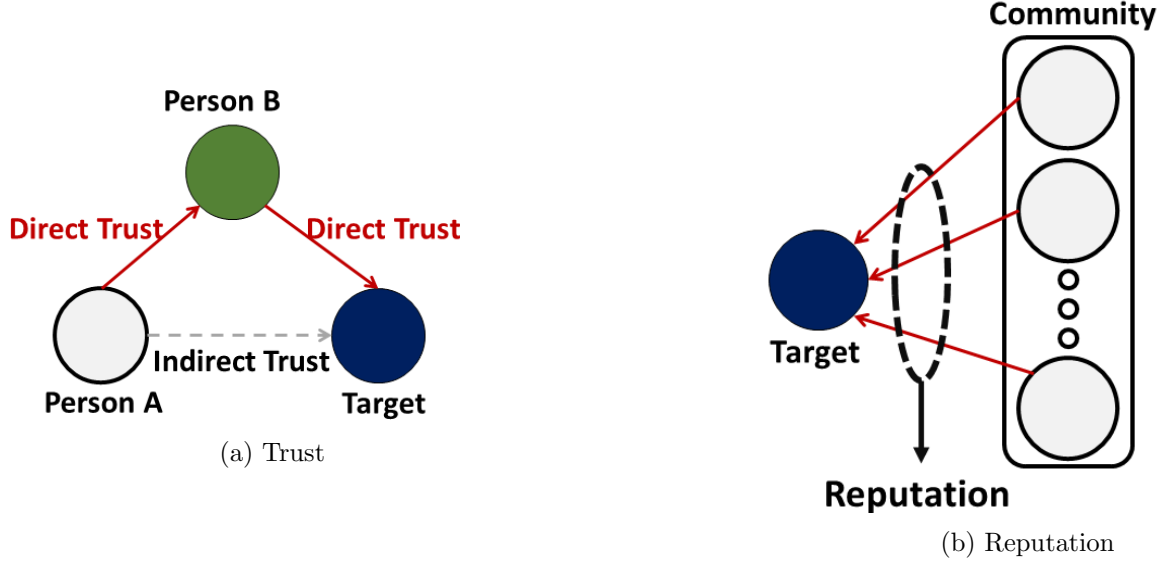 Person B
Direct Trust
Direct Trust
Indirect Trust
Person A
Target
(a) Trust
Community
Target
Reputation
(b) Reputation